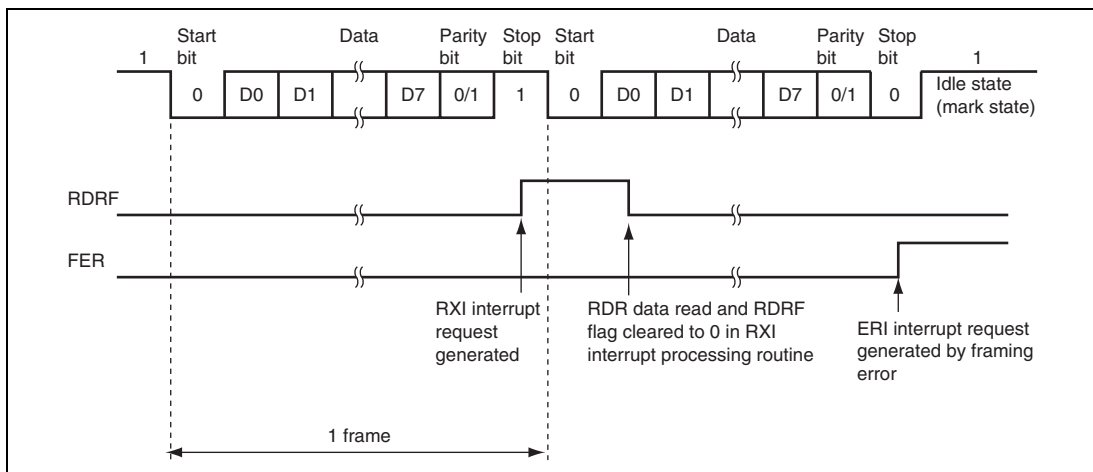 Start bit Data Parity bit Stop bit Start bit Data Parity bit Stop bit
1 1
0 D0 D1 D7 0/1 1 0 D0 D1 D7 0/1 0 Idle state (mark state)
RDRF
FER
RXI interrupt
request
generated
RDR data read and RDRF
flag cleared to 0 in RXI
interrupt processing routine
ERI interrupt request
generated by framing
error
1 frame